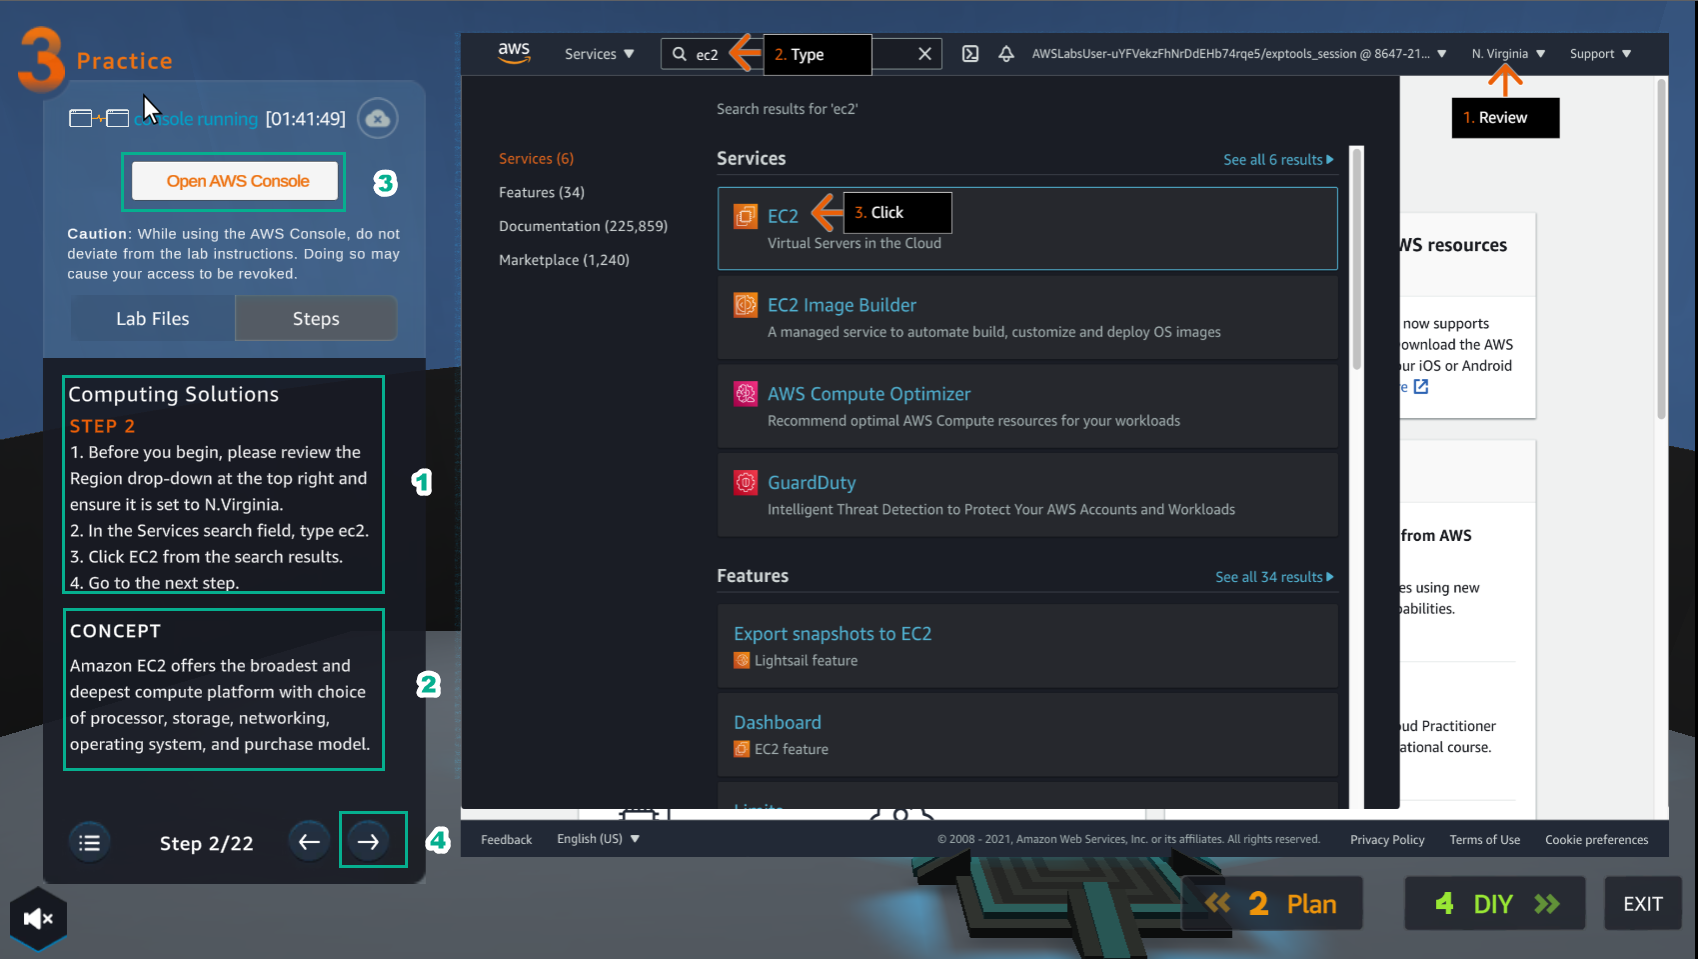 3 Practice
console running [01:41:49]
Open AWS Console
3
Caution: While using the AWS Console, do not
deviate from the lab instructions. Doing so may
cause your access to be revoked.
Lab Files
Steps
Computing Solutions
STEP 2
1. Before you begin, please review the
Region drop-down at the top right and
ensure it is set to N.Virginia.
2. In the Services search field, type ec2.
3. Click EC2 from the search results.
4. Go to the next step.
1
CONCEPT
Amazon EC2 offers the broadest and
deepest compute platform with choice
of processor, storage, networking,
operating system, and purchase model.
2
Step 2/22
4
aws
Services
ec2
2. Type
AWSLabsUser-uYFVekzFhNrDdEHb74rqe5/exptools_session @ 8647-21...
N. Virginia
Support
1. Review
Search results for 'ec2'
Services (6)
Features (34)
Documentation (225,859)
Marketplace (1,240)
Services
See all 6 results
EC2
3. Click
Virtual Servers in the Cloud
EC2 Image Builder
A managed service to automate build, customize and deploy OS images
AWS Compute Optimizer
Recommend optimal AWS Compute resources for your workloads
GuardDuty
Intelligent Threat Detection to Protect Your AWS Accounts and Workloads
Features
See all 34 results
Export snapshots to EC2
Lightsail feature
Dashboard
EC2 feature
Limits
WS resources
now supports
ownload the AWS
ur iOS or Android
e
from AWS
es using new
abilities.
ud Practitioner
ational course.
Feedback
English (US)
© 2008 - 2021, Amazon Web Services, Inc. or its affiliates. All rights reserved.
Privacy Policy
Terms of Use
Cookie preferences
2 Plan
4 DIY
EXIT